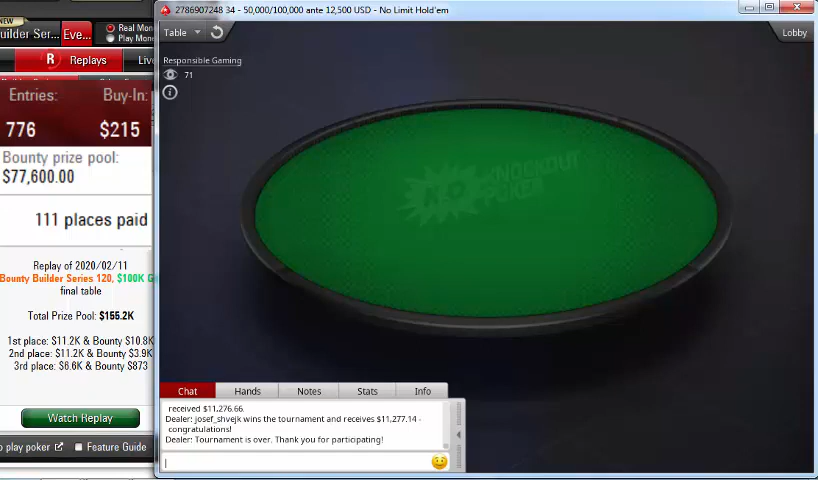 2786907248 34 - 50,000/100,000 ante 12,500 USD - No Limit Hold'em
NEW
uilder Ser... Eve...
Real Mon
Play Mone
Table
Lobby
R Replays Live
Responsible Gaming
71
Entries: Buy-In:
776 $215
Bounty prize pool:
$77,600.00
111 places paid
KNOCKOUT
POKER
K.O
Replay of 2020/02/11
Bounty Builder Series 120, $100K G
final table
Total Prize Pool: $155.2K
1st place: $11.2K & Bounty $10.8K
2nd place: $11.2K & Bounty $3.9K
3rd place: $6.6K & Bounty $873
Watch Replay
o play poker Feature Guide
Chat Hands Notes Stats Info
received $11,276.66.
Dealer: josef_shvejk wins the tournament and receives $11,277.14 -
congratulations!
Dealer: Tournament is over. Thank you for participating!